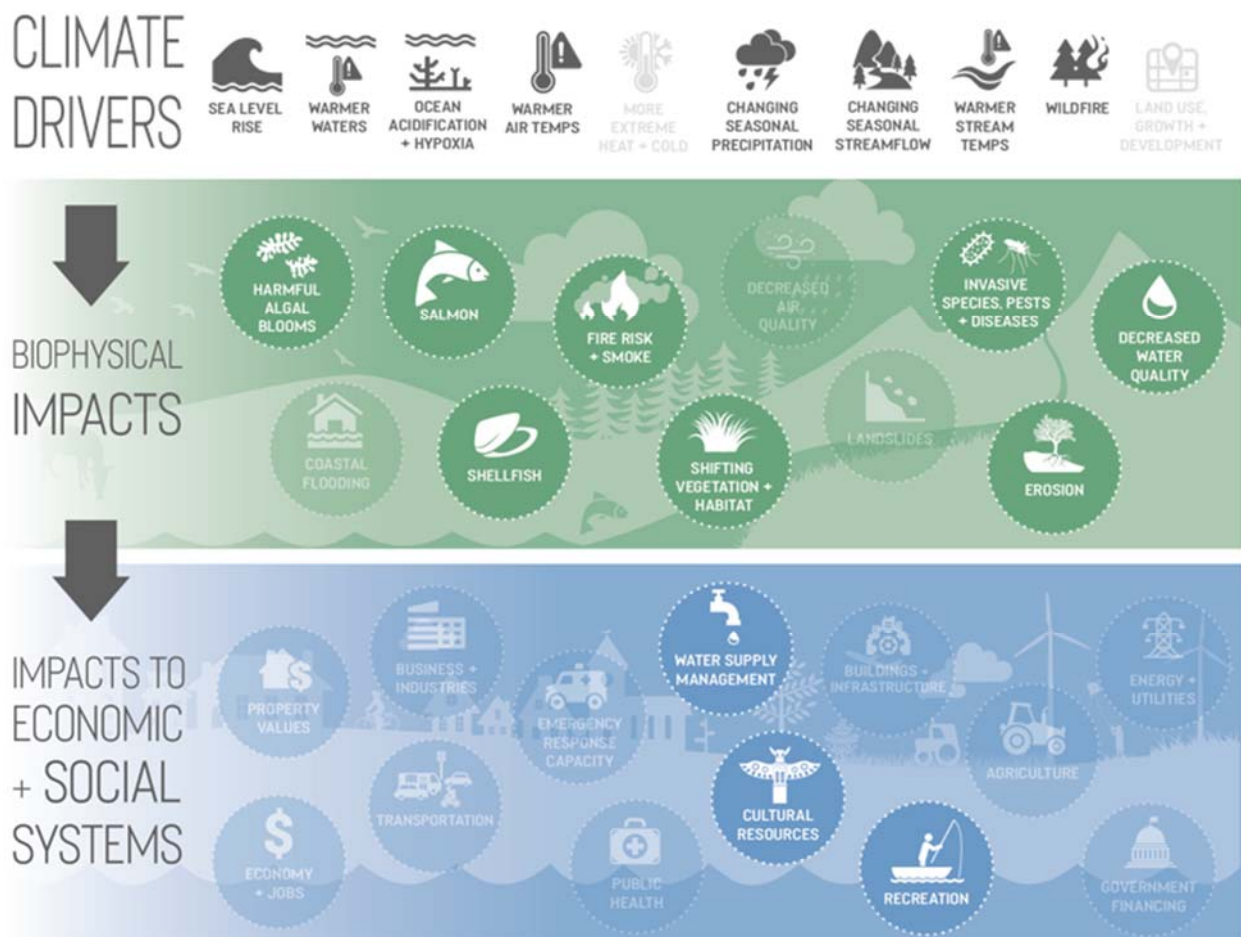 CLIMATE
DRIVERS
SEA LEVEL
RISE
WARMER
WATERS
OCEAN
ACIDIFICATION
+ HYPOXIA
WARMER
AIR TEMPS
MORE
EXTREME
HEAT + COLD
CHANGING
SEASONAL
PRECIPITATION
CHANGING
SEASONAL
STREAMFLOW
WARMER
STREAM
TEMPS
WILDFIRE
LAND USE,
GROWTH +
DEVELOPMENT
BIOPHYSICAL
IMPACTS
HARMFUL
ALGAL
BLOOMS
SALMON
FIRE RISK
+ SMOKE
DECREASED
AIR
QUALITY
INVASIVE
SPECIES, PESTS
+ DISEASES
DECREASED
WATER
QUALITY
COASTAL
FLOODING
SHELLFISH
SHIFTING
VEGETATION +
HABITAT
LANDSLIDES
EROSION
IMPACTS TO
ECONOMIC
+ SOCIAL
SYSTEMS
PROPERTY
VALUES
$
BUSINESS +
INDUSTRIES
EMERGENCY
RESPONSE
CAPACITY
WATER SUPPLY
MANAGEMENT
BUILDINGS +
INFRASTRUCTURE
AGRICULTURE
ENERGY +
UTILITIES
$
ECONOMY
+ JOBS
TRANSPORTATION
PUBLIC
HEALTH
CULTURAL
RESOURCES
RECREATION
GOVERNMENT
FINANCING